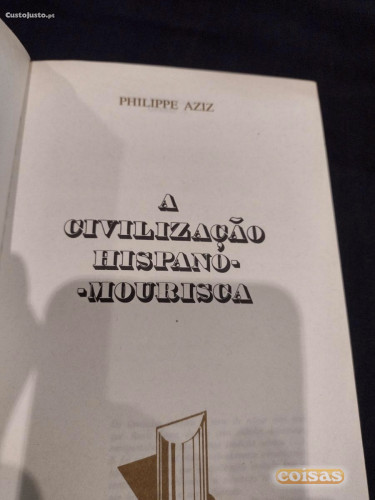 CustoJusto.pt
PHILIPPE AZIZ
A
CIVILIZAÇÃO
HISPANO-
-MOURISCA
coisas